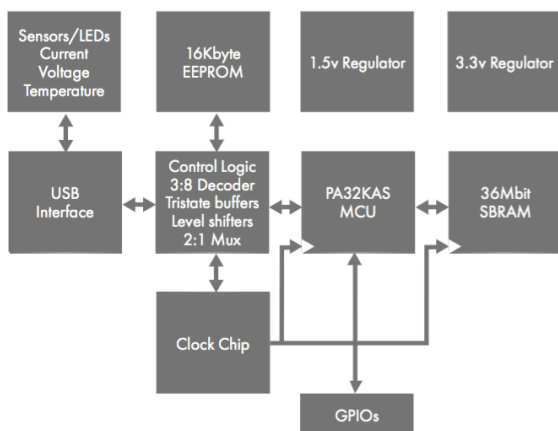 Sensors/LEDs
Current
Voltage
Temperature
16Kbyte
EEPROM
1.5v Regulator
3.3v Regulator
USB
Interface
Control Logic
3:8 Decoder
Tristate buffers
Level shifters
2:1 Mux
PA32KAS
MCU
36Mbit
SBRAM
Clock Chip
GPIOs